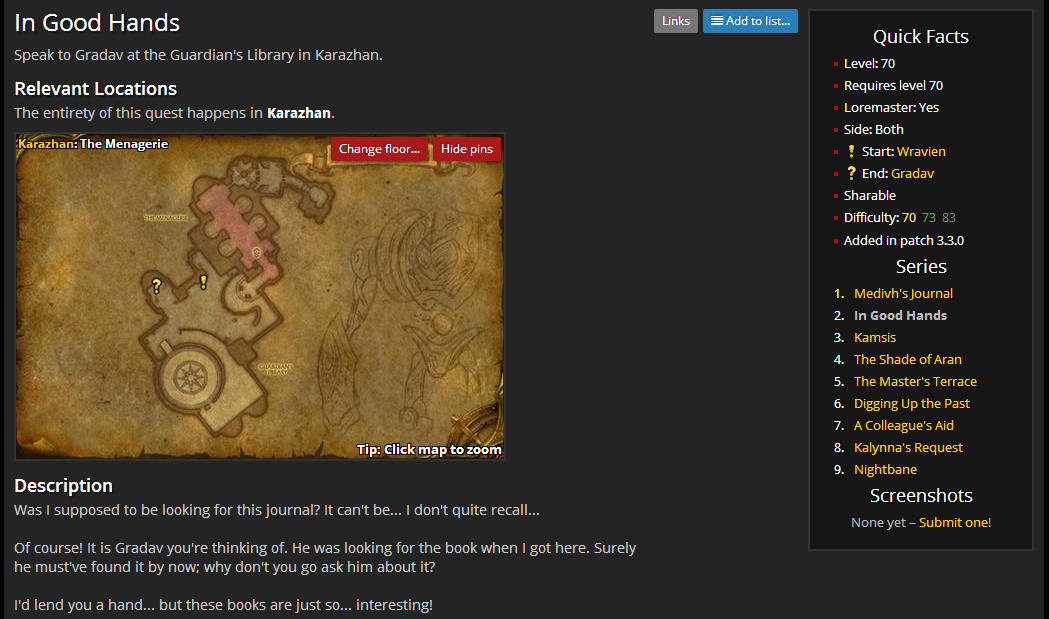 In Good Hands
Links
Add to list...
Speak to Gradav at the Guardian's Library in Karazhan.
Relevant Locations
The entirety of this quest happens in Karazhan.
Karazhan: The Menagerie
Change floor...
Hide pins
THE MENAGERIE
GUARDIAN'S
LIBRARY
Tip: Click map to zoom
Description
Was I supposed to be looking for this journal? It can't be... I don't quite recall...
Of course! It is Gradav you're thinking of. He was looking for the book when I got here. Surely
he must've found it by now; why don't you go ask him about it?
I'd lend you a hand... but these books are just so... interesting!
Quick Facts
Level: 70
Requires level 70
Loremaster: Yes
Side: Both
! Start: Wravien
? End: Gradav
Sharable
Difficulty: 70 73 83
Added in patch 3.3.0
Series
1. Medivh's Journal
2. In Good Hands
3. Kamsis
4. The Shade of Aran
5. The Master's Terrace
6. Digging Up the Past
7. A Colleague's Aid
8. Kalynna's Request
9. Nightbane
Screenshots
None yet – Submit one!